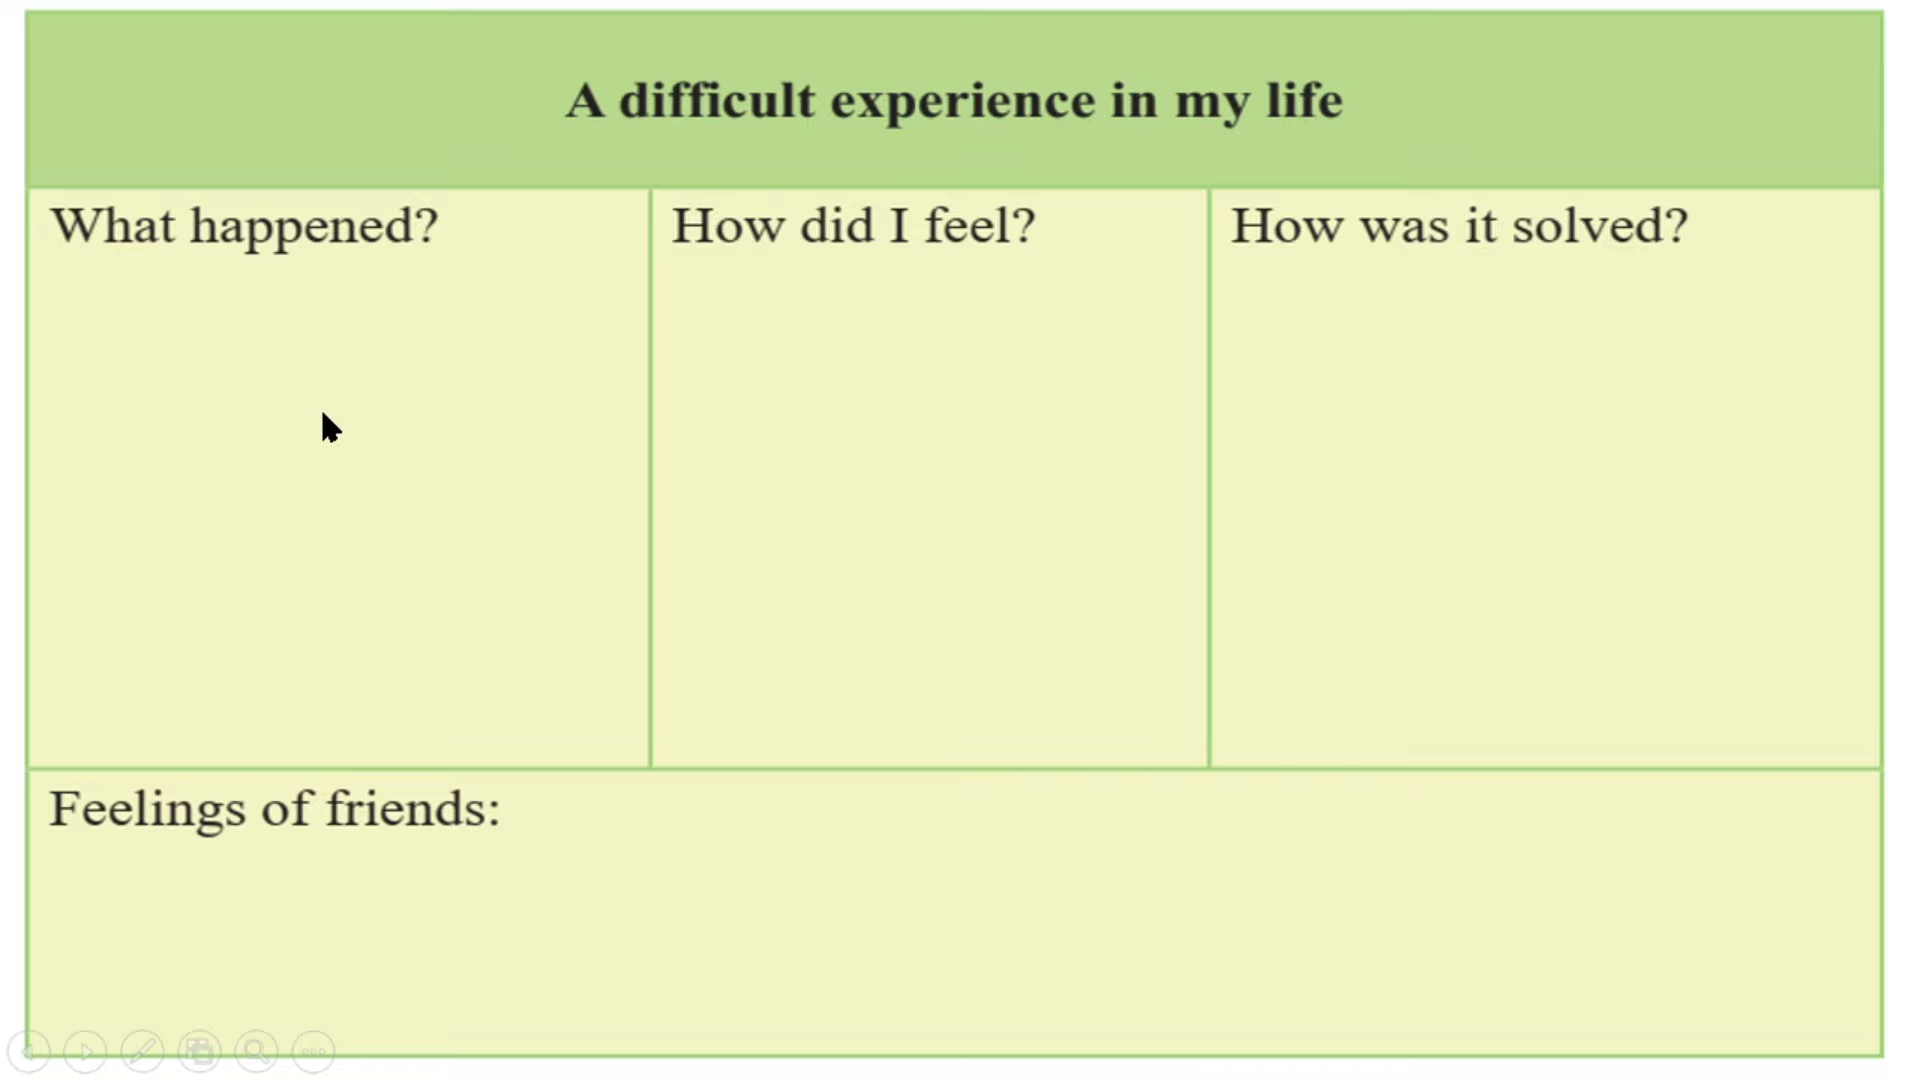 A difficult experience in my life
What happened?
How did I feel?
How was it solved?
Feelings of friends: